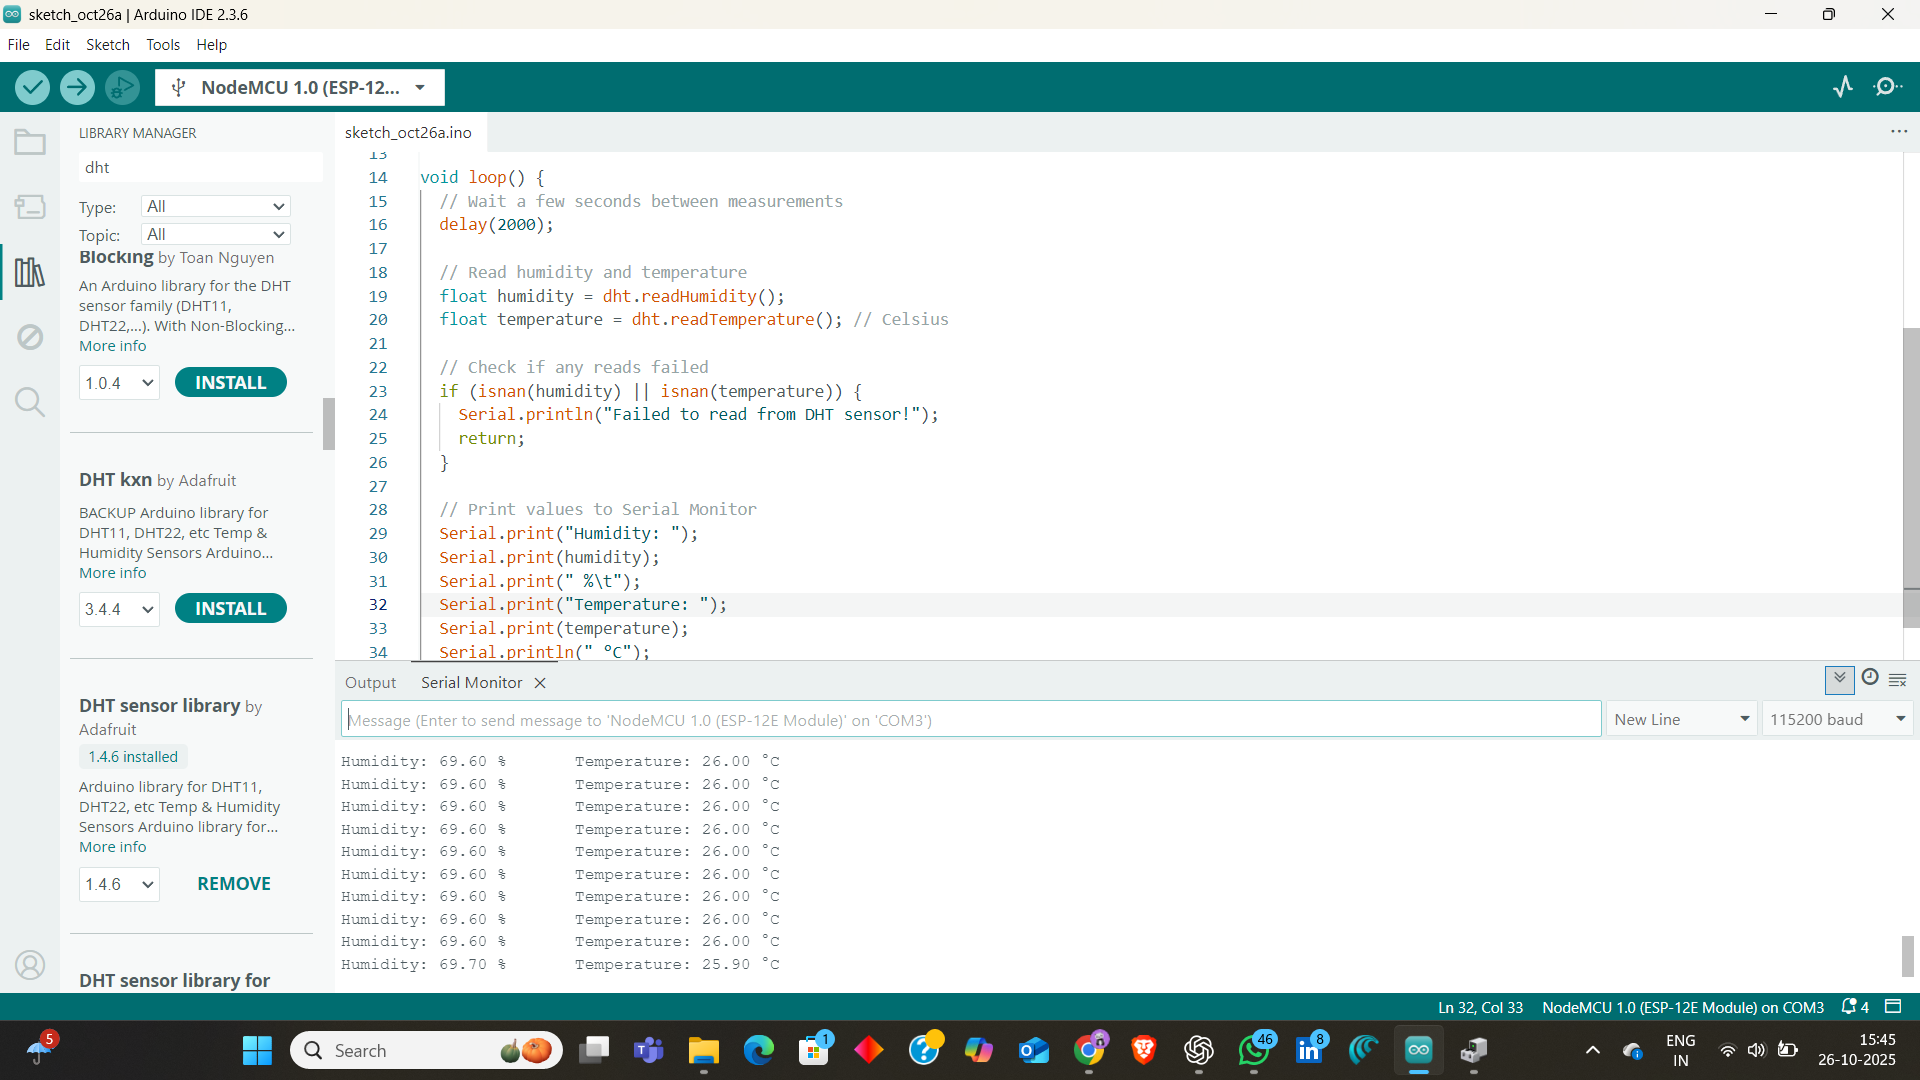 sketch_oct26a | Arduino IDE 2.3.6
File Edit Sketch Tools Help
NodeMCU 1.0 (ESP-12...
LIBRARY MANAGER
dht
Type: All
Topic: All
Blocking by Toan Nguyen
An Arduino library for the DHT
sensor family (DHT11,
DHT22,...). With Non-Blocking...
More info
1.0.4 INSTALL
DHT kxn by Adafruit
BACKUP Arduino library for
DHT11, DHT22, etc Temp &
Humidity Sensors Arduino...
More info
3.4.4 INSTALL
DHT sensor library by
Adafruit
1.4.6 installed
Arduino library for DHT11,
DHT22, etc Temp & Humidity
Sensors Arduino library for...
More info
1.4.6 REMOVE
DHT sensor library for
sketch_oct26a.ino
13
14 void loop() {
15 // Wait a few seconds between measurements
16 delay(2000);
17
18 // Read humidity and temperature
19 float humidity = dht.readHumidity();
20 float temperature = dht.readTemperature(); // Celsius
21
22 // Check if any reads failed
23 if (isnan(humidity) || isnan(temperature)) {
24 Serial.println("Failed to read from DHT sensor!");
25 return;
26 }
27
28 // Print values to Serial Monitor
29 Serial.print("Humidity: ");
30 Serial.print(humidity);
31 Serial.print(" %\t");
32 Serial.print("Temperature: ");
33 Serial.print(temperature);
34 Serial.println(" °C");
Output Serial Monitor
Message (Enter to send message to 'NodeMCU 1.0 (ESP-12E Module)' on 'COM3')
New Line 115200 baud
Humidity: 69.60 % Temperature: 26.00 °C
Humidity: 69.60 % Temperature: 26.00 °C
Humidity: 69.60 % Temperature: 26.00 °C
Humidity: 69.60 % Temperature: 26.00 °C
Humidity: 69.60 % Temperature: 26.00 °C
Humidity: 69.60 % Temperature: 26.00 °C
Humidity: 69.60 % Temperature: 26.00 °C
Humidity: 69.60 % Temperature: 26.00 °C
Humidity: 69.60 % Temperature: 26.00 °C
Humidity: 69.70 % Temperature: 25.90 °C
Ln 32, Col 33 NodeMCU 1.0 (ESP-12E Module) on COM3 4
5
Search
1
46
8
ENG
IN
15:45
26-10-2025